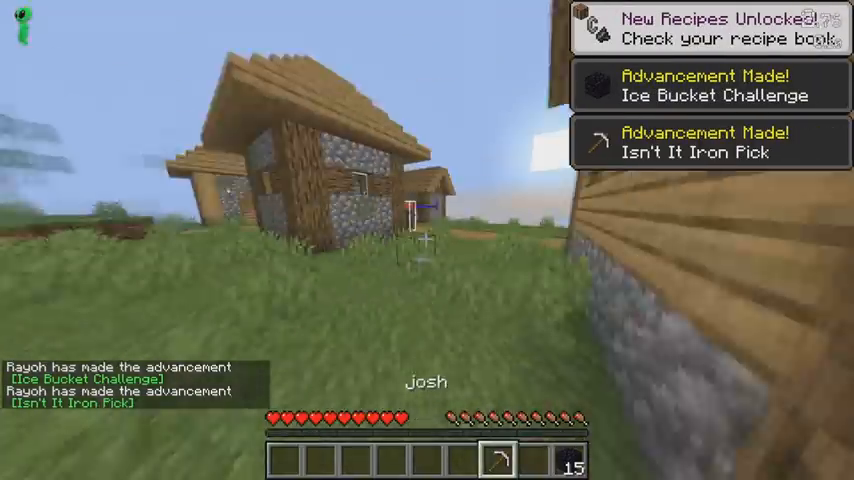 New Recipes Unlocked!
Check your recipe book.
Advancement Made!
Ice Bucket Challenge
Advancement Made!
Isn't It Iron Pick
Rayoh has made the advancement
[Ice Bucket Challenge]
Rayoh has made the advancement
[Isn't It Iron Pick]
josh
15